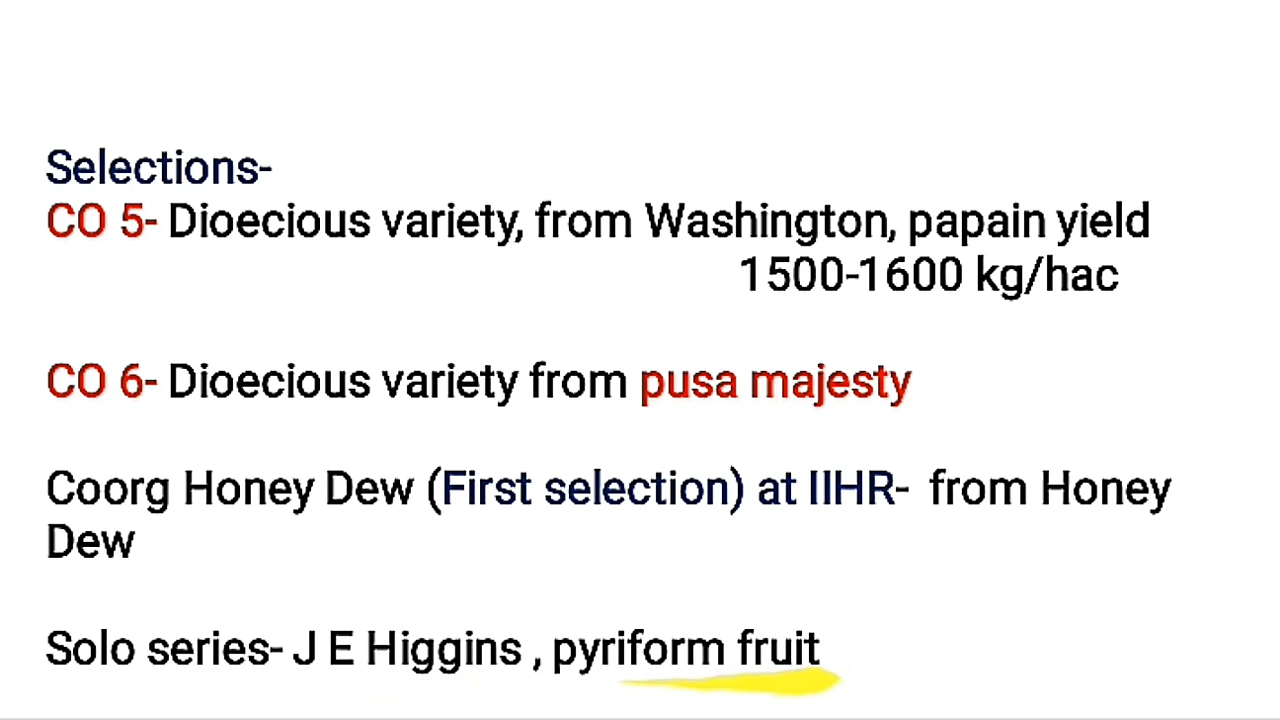 Selections-
CO 5- Dioecious variety, from Washington, papain yield
1500-1600 kg/hac
CO 6- Dioecious variety from pusa majesty
Coorg Honey Dew (First selection) at IIHR- from Honey
Dew
Solo series- J E Higgins , pyriform fruit